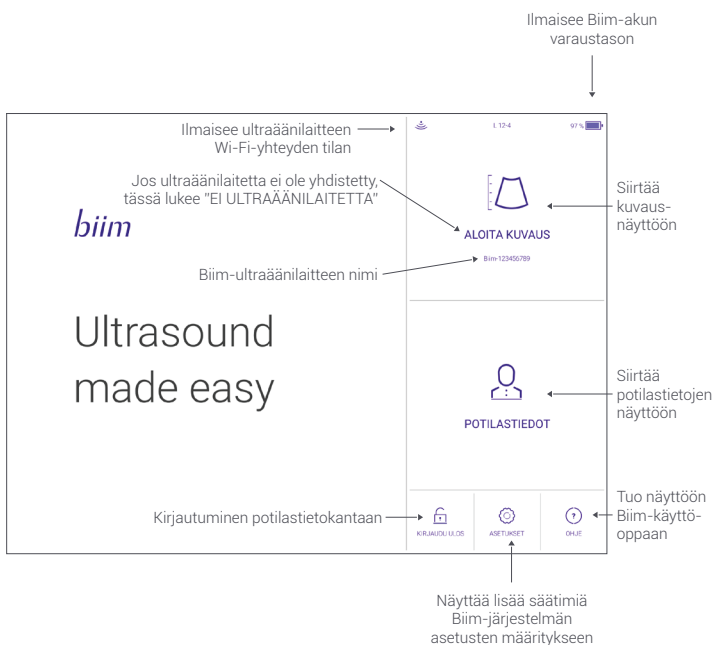 Ilmaisee Biim-akun
varaustason
Ilmaisee ultraäänilaitteen
Wi-Fi-yhteyden tilan
L 12-4
97 %
Jos ultraäänilaitetta ei ole yhdistetty,
tässä lukee "EI ULTRAÄÄNILAITETTA"
Siirtää
kuvaus-
näyttöön
biim
ALOITA KUVAUS
Biim-123456789
Biim-ultraäänilaitteen nimi
Ultrasound
made easy
Siirtää
potilastietojen
näyttöön
POTILASTIEDOT
Kirjautuminen potilastietokantaan
KIRJAUDU ULOS
ASETUKSET
OHJE
Tuo näyttöön
Biim-käyttö-
oppaan
Näyttää lisää säätimiä
Biim-järjestelmän
asetusten määritykseen